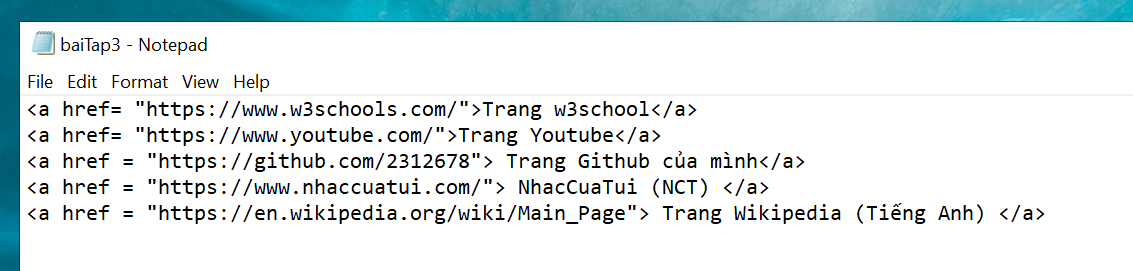 baiTap3 - Notepad
File Edit Format View Help
<a href= "https://www.w3schools.com/">Trang w3school</a>
<a href= "https://www.youtube.com/">Trang Youtube</a>
<a href = "https://github.com/2312678"> Trang Github của mình</a>
<a href = "https://www.nhaccuatui.com/"> NhacCuaTui (NCT) </a>
<a href = "https://en.wikipedia.org/wiki/Main_Page"> Trang Wikipedia (Tiếng Anh) </a>